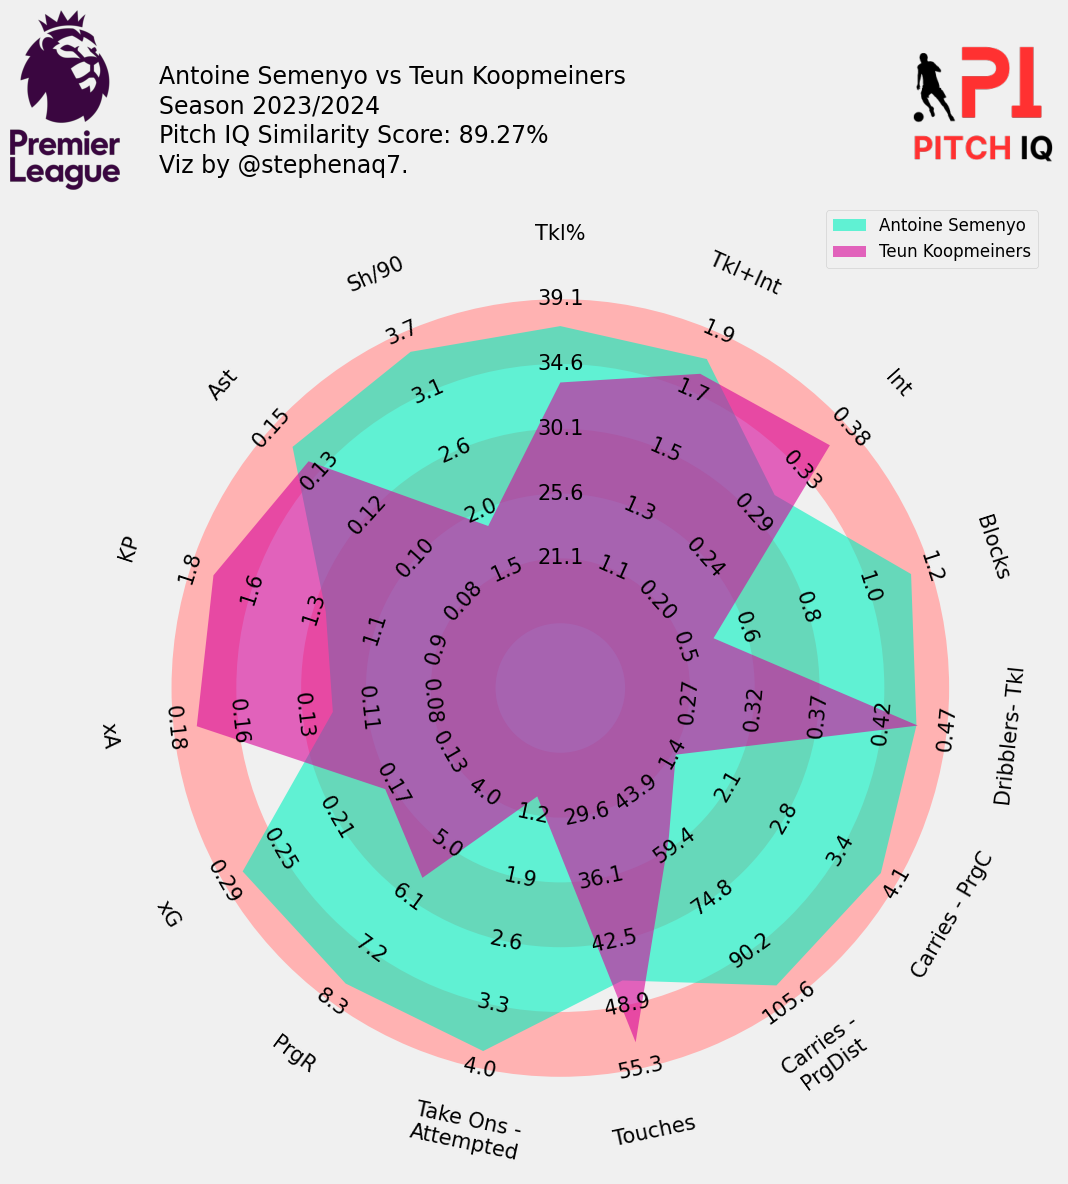 Premier
League
Antoine Semenyo vs Teun Koopmeiners
Season 2023/2024
Pitch IQ Similarity Score: 89.27%
Viz by @stephenaq7.
PI
PITCH IQ
Antoine Semenyo
Teun Koopmeiners
Tkl%
21.1
25.6
30.1
34.6
39.1
Tkl+Int
1.1
1.3
1.5
1.7
1.9
Int
0.20
0.24
0.29
0.33
0.38
Blocks
0.5
0.6
0.8
1.0
1.2
Dribblers- Tkl
0.27
0.32
0.37
0.42
0.47
Carries - PrgC
1.4
2.1
2.8
3.4
4.1
Carries -
PrgDist
43.9
59.4
74.8
90.2
105.6
Touches
29.6
36.1
42.5
48.9
55.3
Take Ons -
Attempted
1.2
1.9
2.6
3.3
4.0
PrgR
4.0
5.0
6.1
7.2
8.3
xG
0.13
0.17
0.21
0.25
0.29
xA
0.08
0.11
0.13
0.16
0.18
KP
0.9
1.1
1.3
1.6
1.8
Ast
0.08
0.10
0.12
0.13
0.15
Sh/90
1.5
2.0
2.6
3.1
3.7